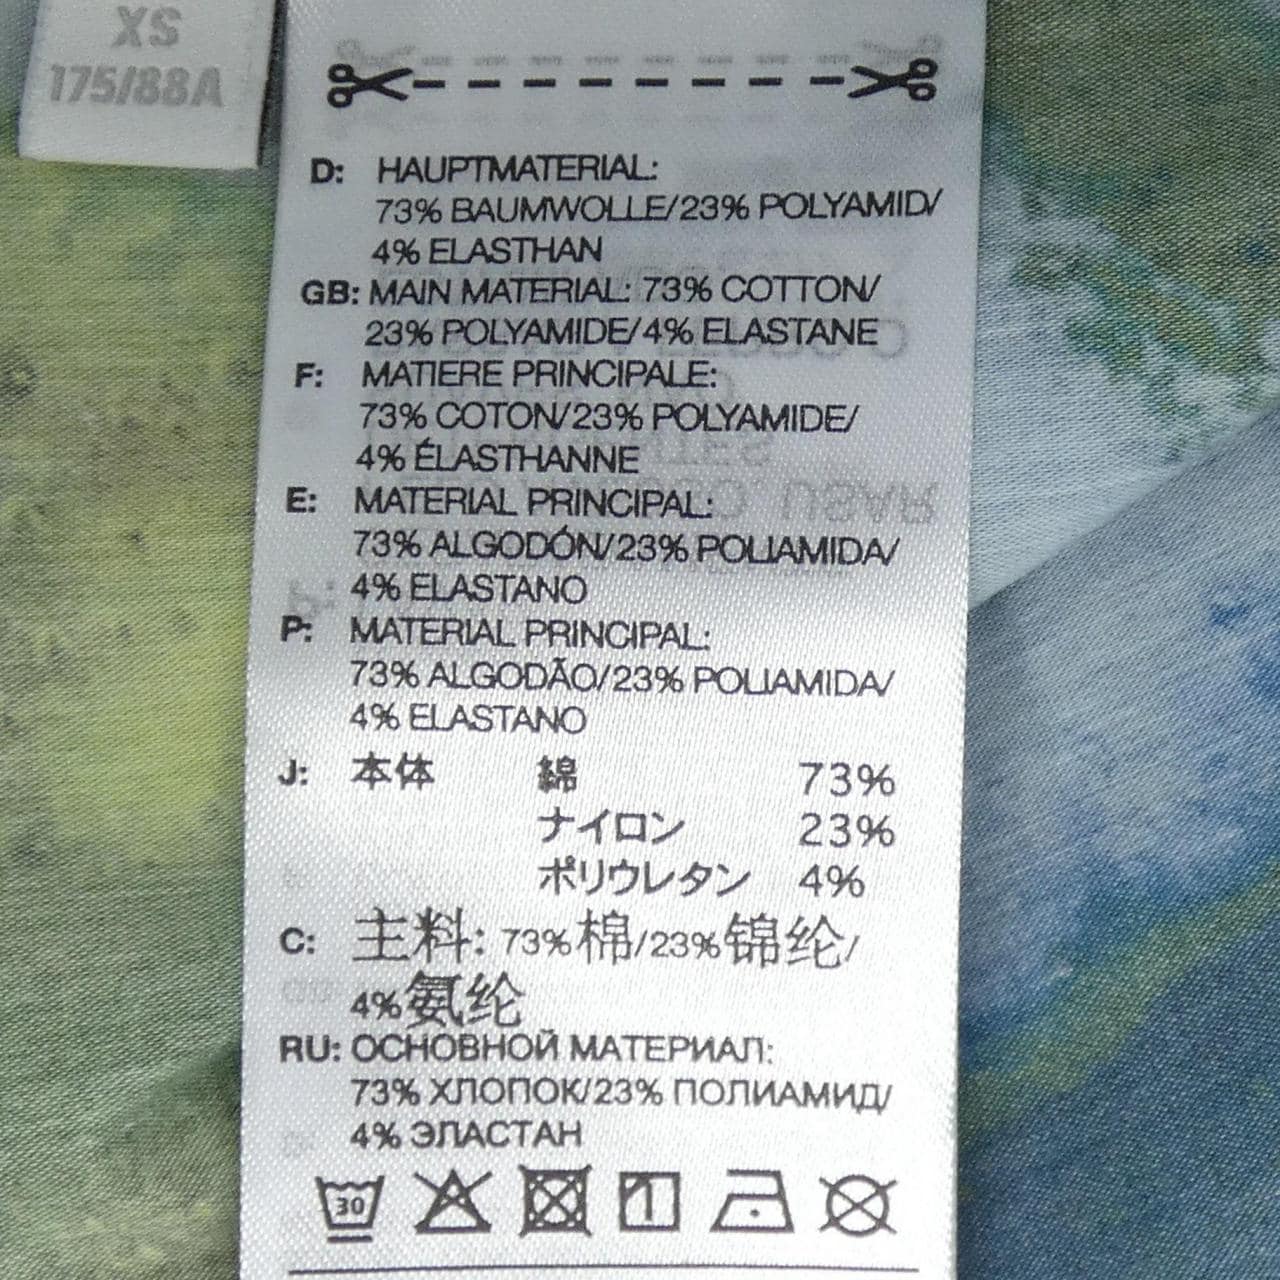 XS
175/88A
D: HAUPTMATERIAL:
73% BAUMWOLLE/23% POLYAMID/
4% ELASTHAN
GB: MAIN MATERIAL: 73% COTTON/
23% POLYAMIDE/4% ELASTANE
F: MATIERE PRINCIPALE:
73% COTON/23% POLYAMIDE/
4% ÉLASTHANNE
E: MATERIAL PRINCIPAL:
73% ALGODÓN/23% POLIAMIDA/
4% ELASTANO
P: MATERIAL PRINCIPAL:
73% ALGODÃO/23% POLIAMIDA/
4% ELASTANO
J: 本体 綿 73%
ナイロン 23%
ポリウレタン 4%
C: 主料: 73%棉/23%锦纶/
4%氨纶
RU: ОСНОВНОЙ МАТЕРИАЛ:
73% ХЛОПОК/23% ПОЛИАМИД/
4% ЭЛАСТАН
30